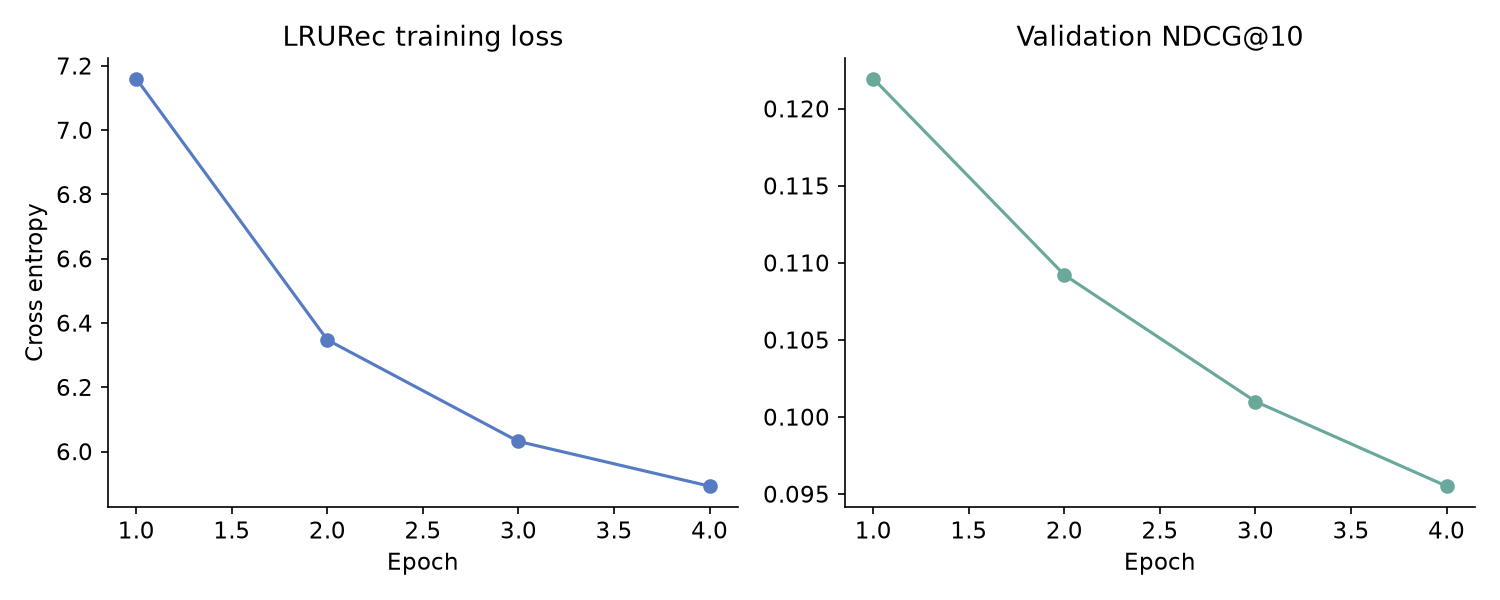 LRURec training loss
Cross entropy
7.2
7.0
6.8
6.6
6.4
6.2
6.0
1.0 1.5 2.0 2.5 3.0 3.5 4.0
Epoch
Validation NDCG@10
0.120
0.115
0.110
0.105
0.100
0.095
1.0 1.5 2.0 2.5 3.0 3.5 4.0
Epoch